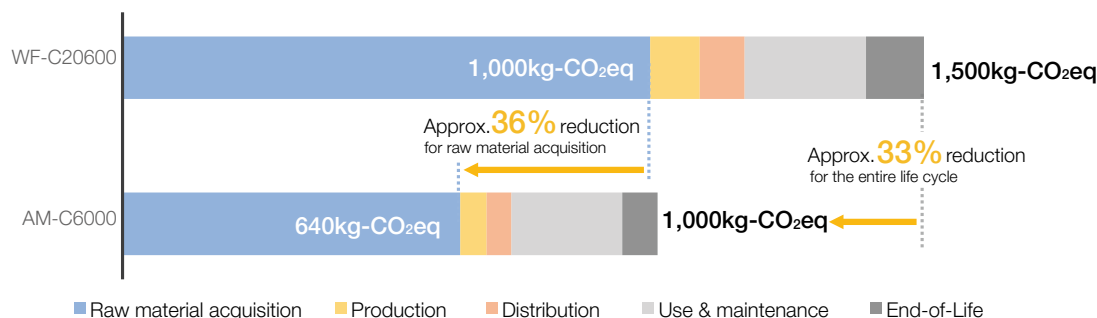 WF-C20600
1,000kg-CO₂eq
1,500kg-CO₂eq
Approx.36% reduction
for raw material acquisition
Approx.33% reduction
for the entire life cycle
AM-C6000
640kg-CO₂eq
1,000kg-CO₂eq
Raw material acquisition Production Distribution Use & maintenance End-of-Life